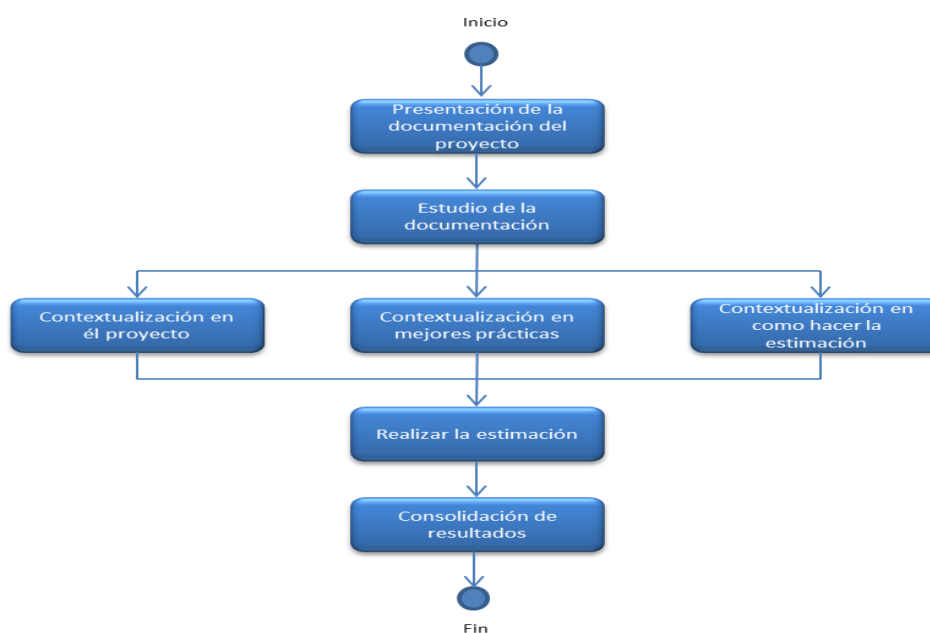 Inicio
Presentación de la
documentación del
proyecto
Estudio de la
documentación
Contextualización en
él proyecto
Contextualización en
mejores prácticas
Contextualización en
como hacer la
estimación
Realizar la estimación
Consolidación de
resultados
Fin